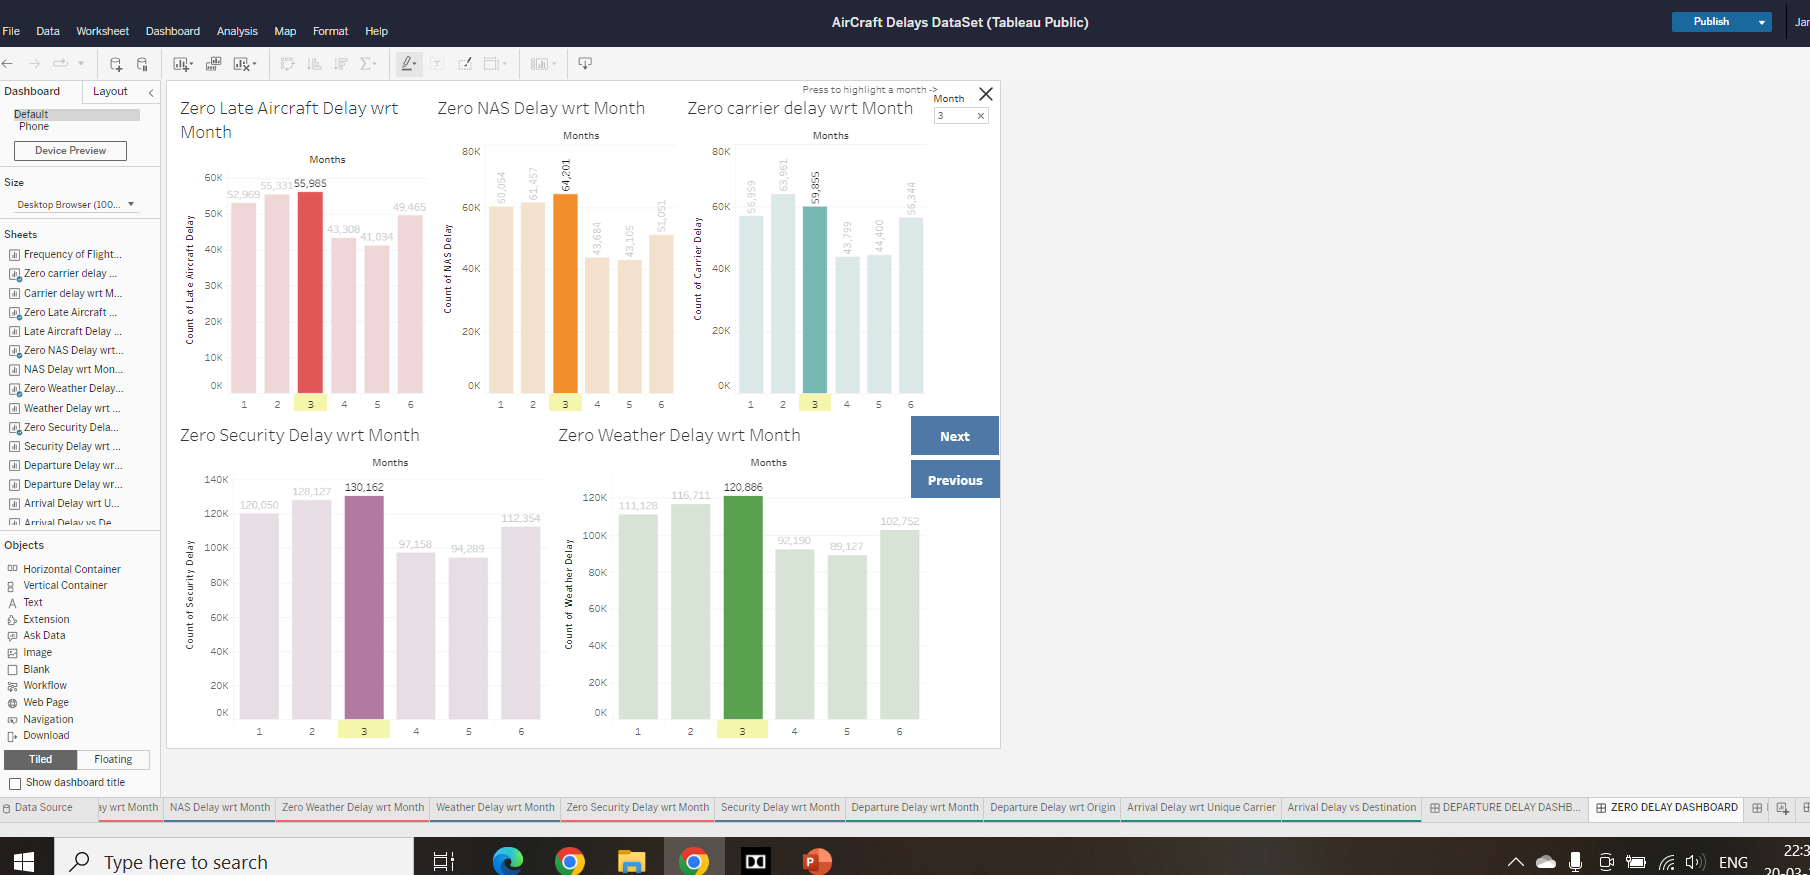 AirCraft Delays DataSet (Tableau Public)
Publish
File Data Worksheet Dashboard Analysis Map Format Help
Dashboard Layout
Default
Phone
Device Preview
Size
Desktop Browser (100...
Sheets
Frequency of Flight...
Zero carrier delay ...
Carrier delay wrt M...
Zero Late Aircraft ...
Late Aircraft Delay ...
Zero NAS Delay wrt...
NAS Delay wrt Mon...
Zero Weather Delay...
Weather Delay wrt ...
Zero Security Dela...
Security Delay wrt ...
Departure Delay wr...
Departure Delay wr...
Arrival Delay wrt U...
Arrival Delay vs De...
Objects
Horizontal Container
Vertical Container
Text
Extension
Ask Data
Image
Blank
Workflow
Web Page
Navigation
Download
Tiled Floating
Show dashboard title
Press to highlight a month ->
Month
3
Zero Late Aircraft Delay wrt
Month
Months
Count of Late Aircraft Delay
60K
50K
40K
30K
20K
10K
0K
52,969 55,331 55,985 43,308 41,034 49,465
1 2 3 4 5 6
Zero NAS Delay wrt Month
Months
Count of NAS Delay
80K
60K
40K
20K
0K
60,054 61,457 64,201 43,684 43,105 51,051
1 2 3 4 5 6
Zero carrier delay wrt Month
Months
Count of Carrier Delay
80K
60K
40K
20K
0K
56,959 63,961 59,855 43,766 44,400 56,344
1 2 3 4 5 6
Next
Previous
Zero Security Delay wrt Month
Months
Count of Security Delay
140K
120K
100K
80K
60K
40K
20K
0K
120,050 128,127 130,162 97,158 94,289 112,354
1 2 3 4 5 6
Zero Weather Delay wrt Month
Months
Count of Weather Delay
120K
100K
80K
60K
40K
20K
0K
111,128 116,711 120,886 92,190 89,127 102,752
1 2 3 4 5 6
Data Source ay wrt Month NAS Delay wrt Month Zero Weather Delay wrt Month Weather Delay wrt Month Zero Security Delay wrt Month Security Delay wrt Month Departure Delay wrt Month Departure Delay wrt Origin Arrival Delay wrt Unique Carrier Arrival Delay vs Destination DEPARTURE DELAY DASHB... ZERO DELAY DASHBOARD
Type here to search
ENG
22:3
20-03-